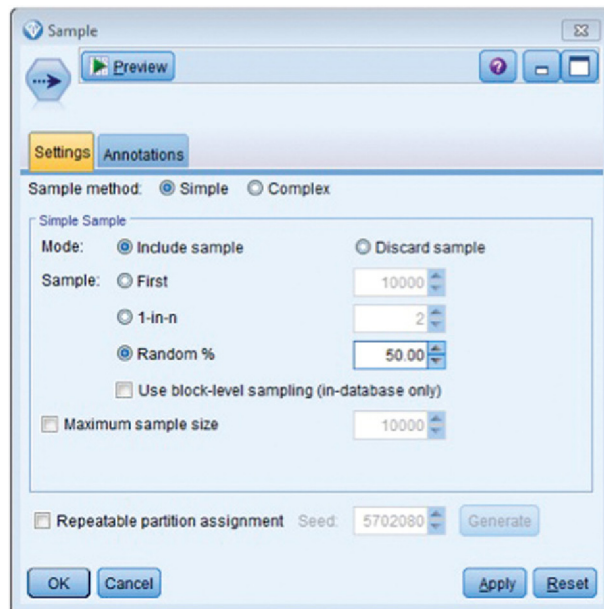 Sample
Preview
Settings Annotations
Sample method: Simple Complex
Simple Sample
Mode: Include sample Discard sample
Sample: First 10000
1-in-n 2
Random % 50.00
Use block-level sampling (in-database only)
Maximum sample size 10000
Repeatable partition assignment Seed: 5702080 Generate
OK Cancel Apply Reset